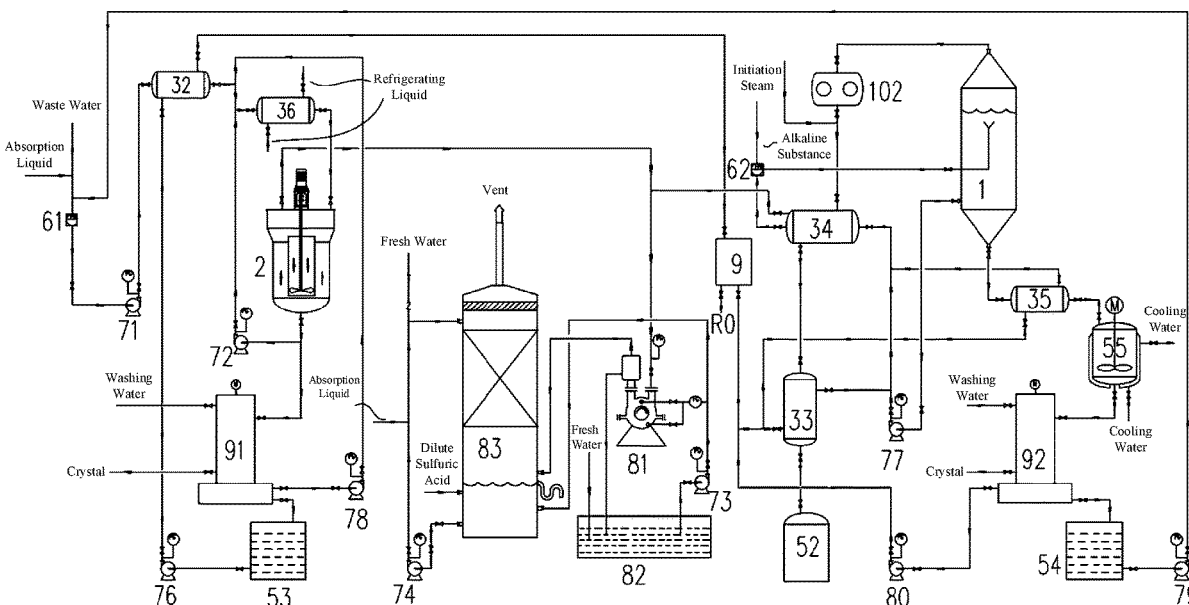 32
102
Initiation
Steam
Refrigerating
Liquid
36
Waste Water
Absorption
Liquid
Alkaline
Substance
62
1
61
Vent
34
Fresh Water
2
9
35
M
Cooling
Water
71
RO
55
72
Washing
Water
Absorption
Liquid
M
Washing
Water
M
83
33
Fresh
Water
81
77
Cooling
Water
91
Dilute
Sulfuric
Acid
92
Crystal
Crystal
78
73
52
53
82
54
76
74
80
79